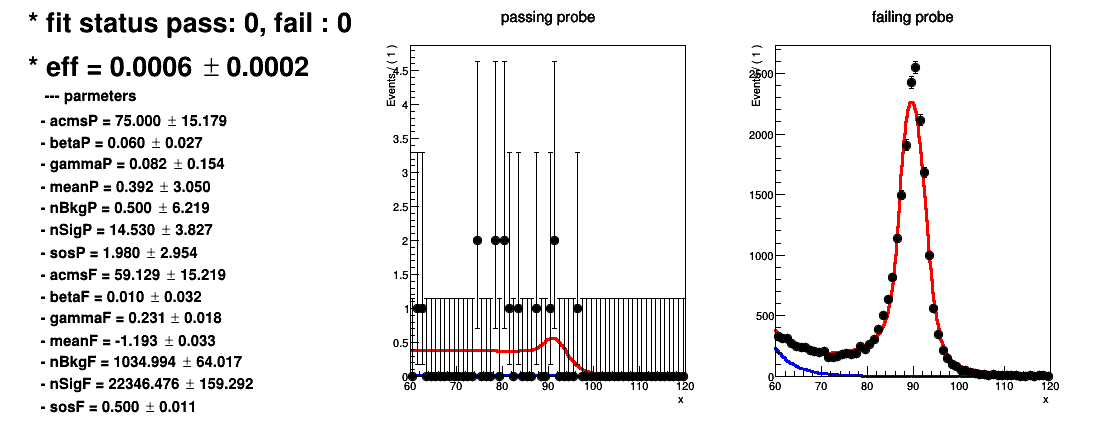 * fit status pass: 0, fail : 0
* eff = 0.0006 ± 0.0002
--- parmeters
- acmsP = 75.000 ± 15.179
- betaP = 0.060 ± 0.027
- gammaP = 0.082 ± 0.154
- meanP = 0.392 ± 3.050
- nBkgP = 0.500 ± 6.219
- nSigP = 14.530 ± 3.827
- sosP = 1.980 ± 2.954
- acmsF = 59.129 ± 15.219
- betaF = 0.010 ± 0.032
- gammaF = 0.231 ± 0.018
- meanF = -1.193 ± 0.033
- nBkgF = 1034.994 ± 64.017
- nSigF = 22346.476 ± 159.292
- sosF = 0.500 ± 0.011
passing probe
Events / ( 1 )
4.5
4
3.5
3
2.5
2
1.5
1
0.5
0
60 70 80 90 100 110 120
x
failing probe
Events / ( 1 )
2500
2000
1500
1000
500
0
60 70 80 90 100 110 120
x